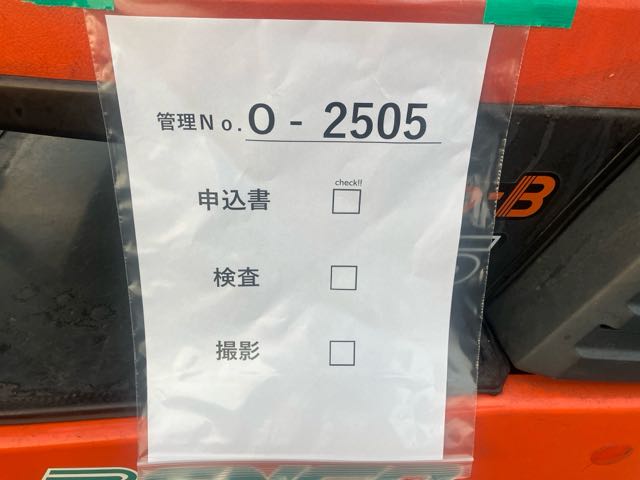 管理No.O - 2505
check!!
申込書 □
検査 □
撮影 □
-B